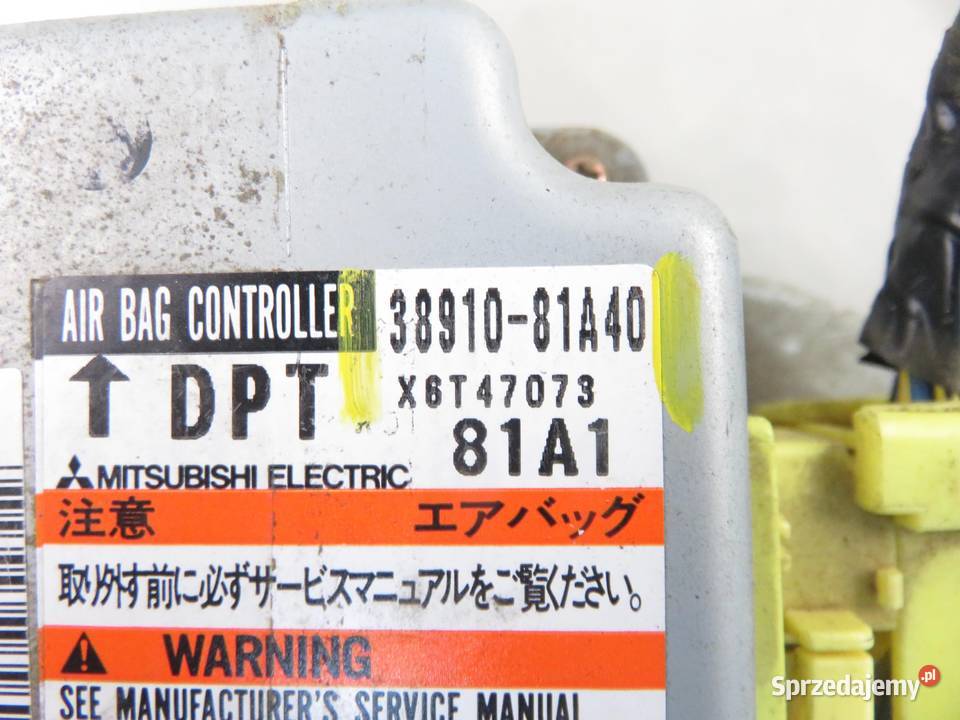 AIR BAG CONTROLLER 38910-81A40
DPT X6T47073
81A1
MITSUBISHI ELECTRIC
注意 エアバッグ
取り外す前に必ずサービスマニュアルをご覧ください。
WARNING
SEE MANUFACTURER'S SERVICE MANUAL
Sprzedajemy.pl